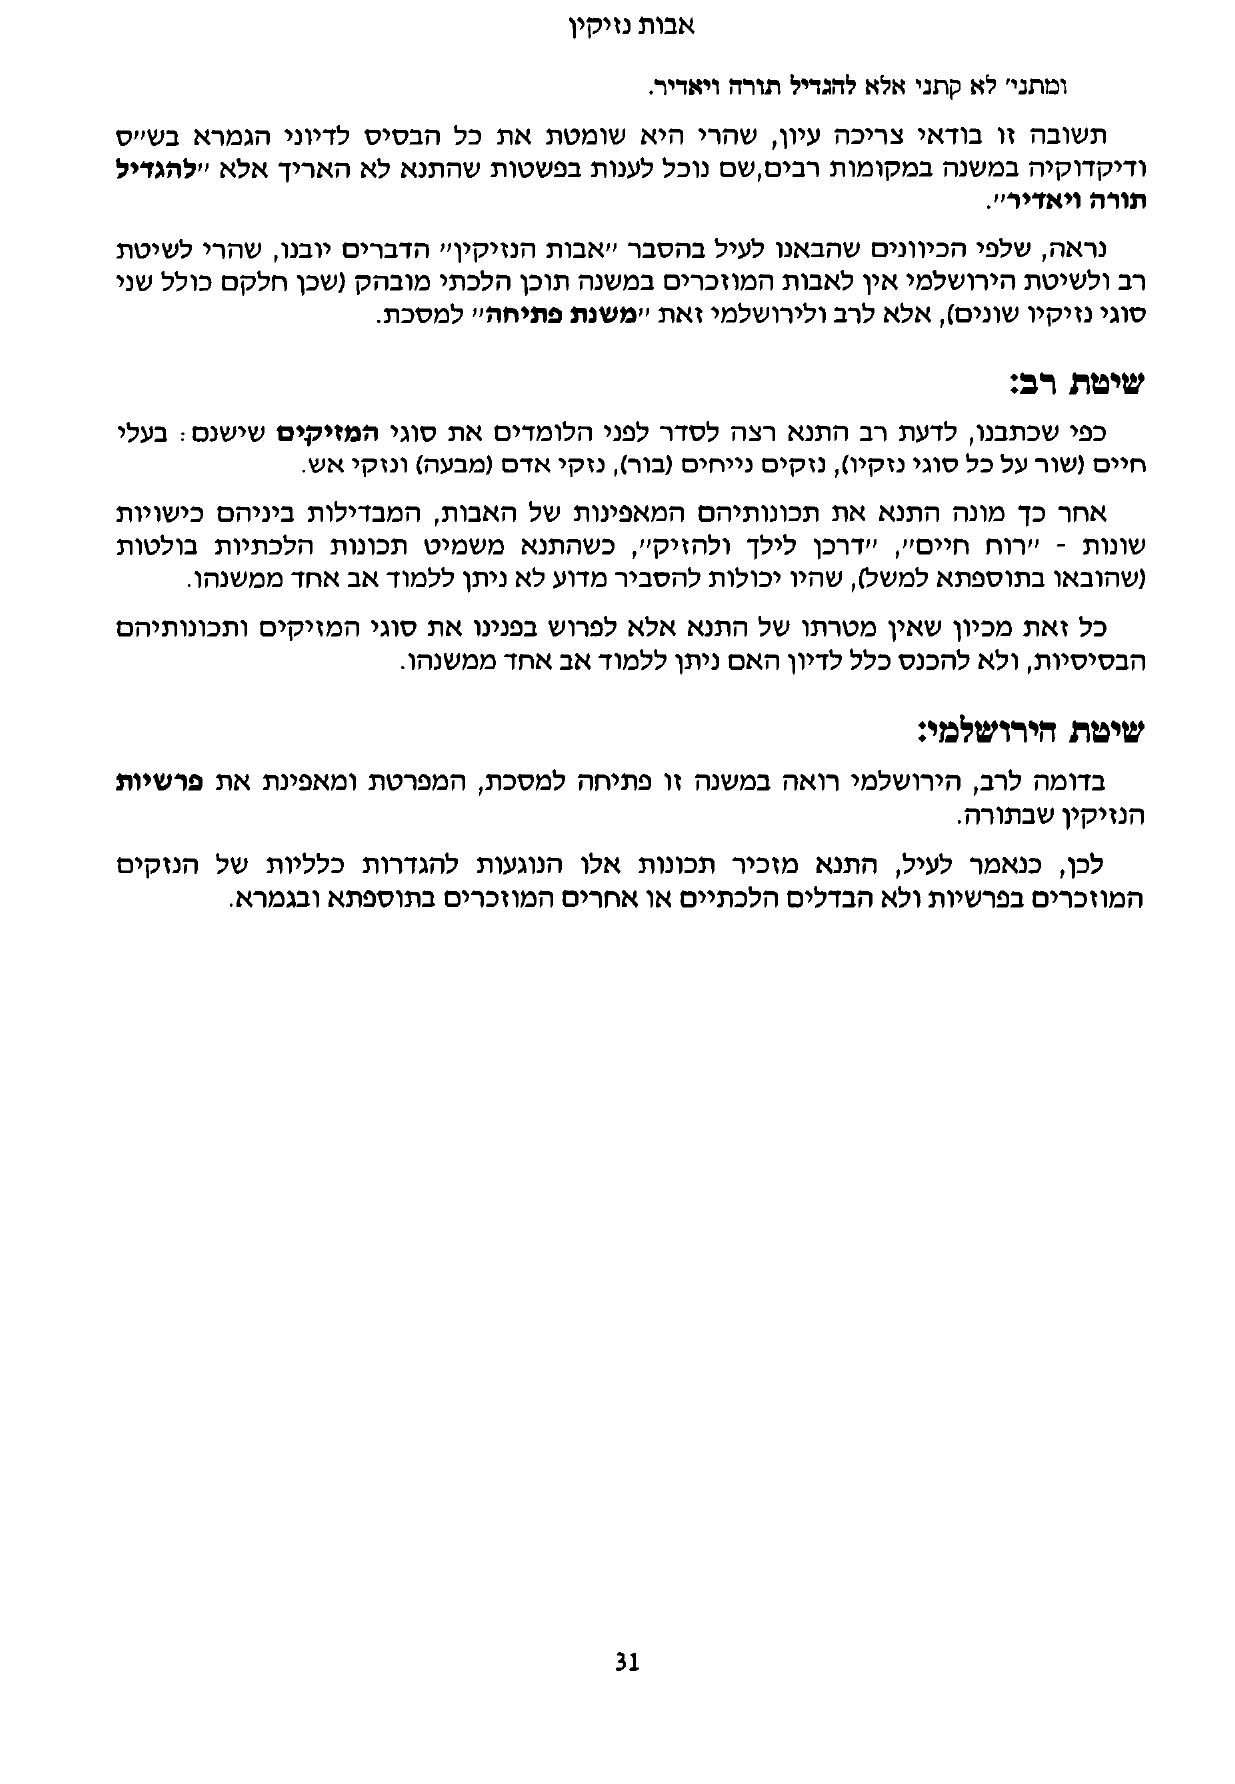 אבות נזיקין
ומתני' לא קתני אלא להגדיל תורה ויאדיר.
תשובה זו בודאי צריכה עיון, שהרי היא שומטת את כל הבסיס לדיוני הגמרא בש"ס
ודיקדוקיה במשנה במקומות רבים,שם נוכל לענות בפשטות שהתנא לא האריך אלא "להגדיל
תורה ויאדיר".
נראה, שלפי הכיוונים שהבאנו לעיל בהסבר "אבות הנזיקין" הדברים יובנו, שהרי לשיטת
רב ולשיטת הירושלמי אין לאבות המוזכרים במשנה תוכן הלכתי מובהק (שכן חלקם כולל שני
סוגי נזיקיו שונים), אלא לרב ולירושלמי זאת "משנת פתיחה" למסכת.
שיטת רב:
כפי שכתבנו, לדעת רב התנא רצה לסדר לפני הלומדים את סוגי המזיקים שישנם: בעלי
חיים (שור על כל סוגי נזקיו), נזקים נייחים (בור), נזקי אדם (מבעה) ונזקי אש.
אחר כך מונה התנא את תכונותיהם המאפינות של האבות, המבדילות ביניהם כישויות
שונות - "רוח חיים", "דרכן לילך ולהזיק", כשהתנא משמיט תכונות הלכתיות בולטות
(שהובאו בתוספתא למשל), שהיו יכולות להסביר מדוע לא ניתן ללמוד אב אחד ממשנהו.
כל זאת מכיון שאין מטרתו של התנא אלא לפרוש בפנינו את סוגי המזיקים ותכונותיהם
הבסיסיות, ולא להכנס כלל לדיון האם ניתן ללמוד אב אחד ממשנהו.
שיטת הירושלמי:
בדומה לרב, הירושלמי רואה במשנה זו פתיחה למסכת, המפרטת ומאפינת את פרשיות
הנזיקין שבתורה.
לכן, כנאמר לעיל, התנא מזכיר תכונות אלו הנוגעות להגדרות כלליות של הנזקים
המוזכרים בפרשיות ולא הבדלים הלכתיים או אחרים המוזכרים בתוספתא ובגמרא.
31